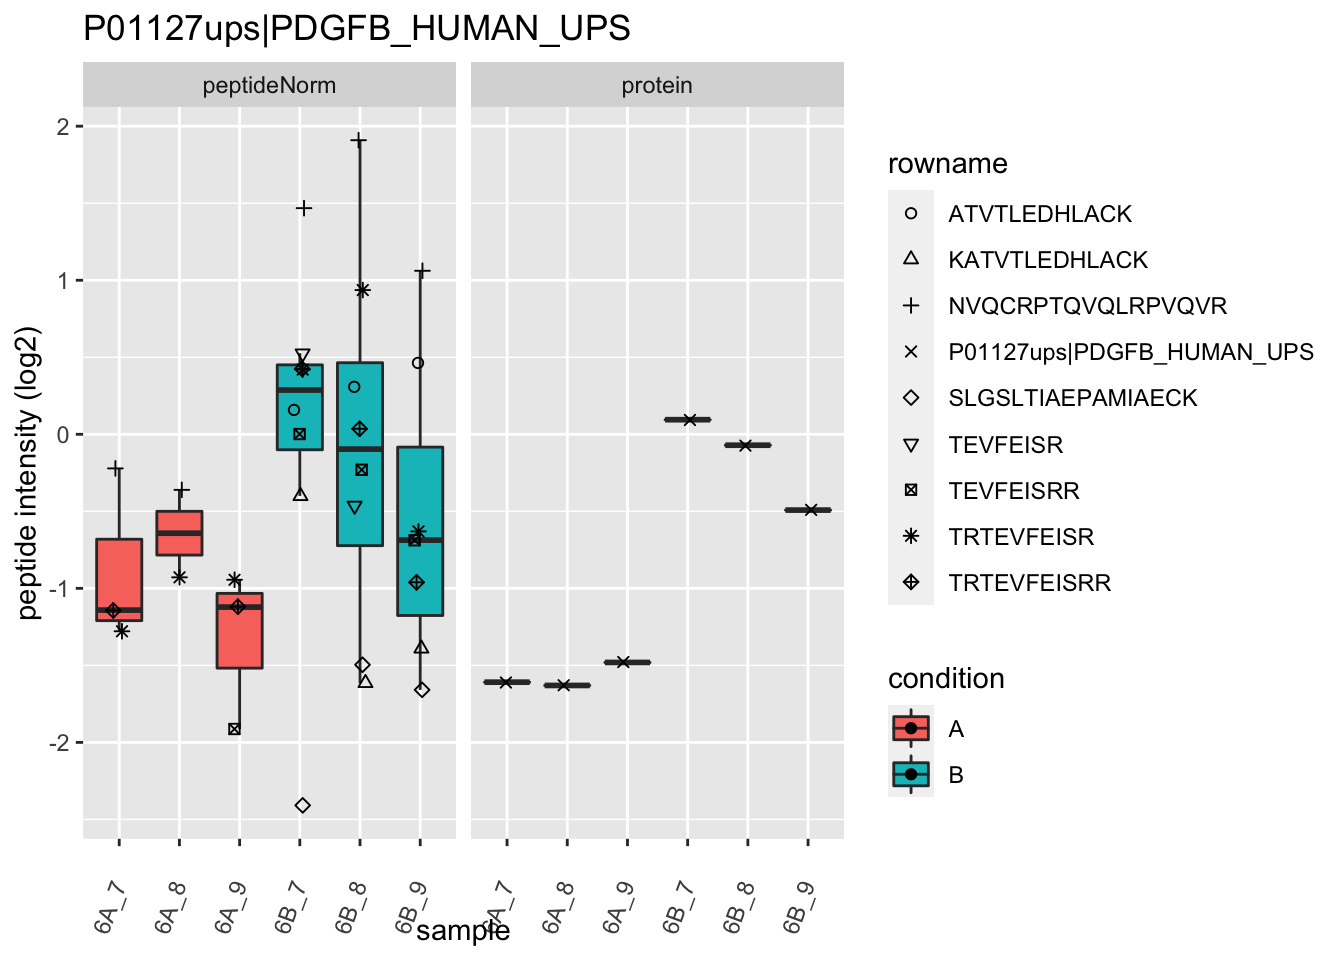 P01127ups|PDGFB_HUMAN_UPS
peptideNorm
protein
peptide intensity (log2)
2
1
0
-1
-2
6A_7
6A_8
6A_9
6B_7
6B_8
6B_9
6A_7
6A_8
6A_9
6B_7
6B_8
6B_9
sample
rowname
ATVTLEDHLACK
KATVTLEDHLACK
NVQCRPTQVQLRPVQVR
P01127ups|PDGFB_HUMAN_UPS
SLGSLTIAEPAMIAECK
TEVFEISR
TEVFEISRR
TRTEVFEISR
TRTEVFEISRR
condition
A
B